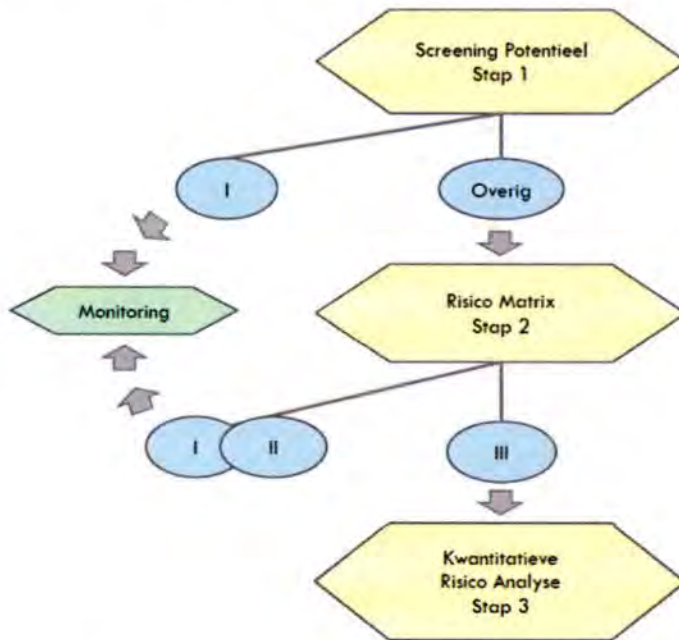 Screening Potentieel
Stap 1
I
Overig
Monitoring
Risico Matrix
Stap 2
I
II
III
Kwantitatieve
Risico Analyse
Stap 3